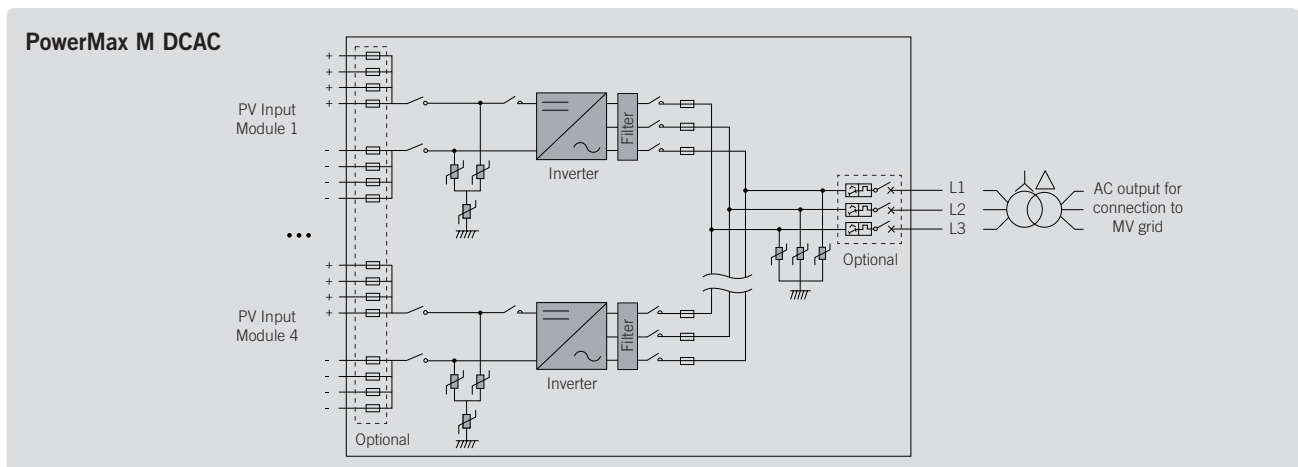 PowerMax M DCAC
+
+
+
+
PV Input
Module 1
-
-
-
-
Inverter
Filter
...
+
+
+
+
PV Input
Module 4
-
-
-
-
Inverter
Filter
Optional
L1
L2
L3
Optional
AC output for
connection to
MV grid